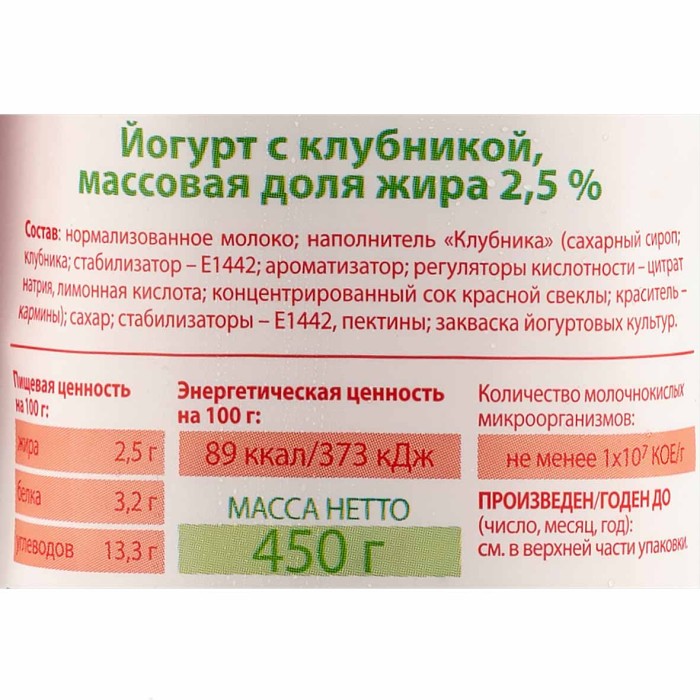 Йогурт с клубникой,
массовая доля жира 2,5 %
Состав: нормализованное молоко; наполнитель «Клубника» (сахарный сироп;
клубника; стабилизатор – Е1442; ароматизатор; регуляторы кислотности – цитрат
натрия, лимонная кислота; концентрированный сок красной свеклы; краситель –
кармины); сахар; стабилизаторы – Е1442, пектины; закваска йогуртовых культур.
Пищевая ценность
на 100 г:
жира 2,5 г
белка 3,2 г
углеводов 13,3 г
Энергетическая ценность
на 100 г:
89 ккал/373 кДж
МАССА НЕТТО
450 г
Количество молочнокислых
микроорганизмов:
не менее 1х10⁷ КОЕ/г
ПРОИЗВЕДЕН/ГОДЕН ДО
(число, месяц, год):
см. в верхней части упаковки.